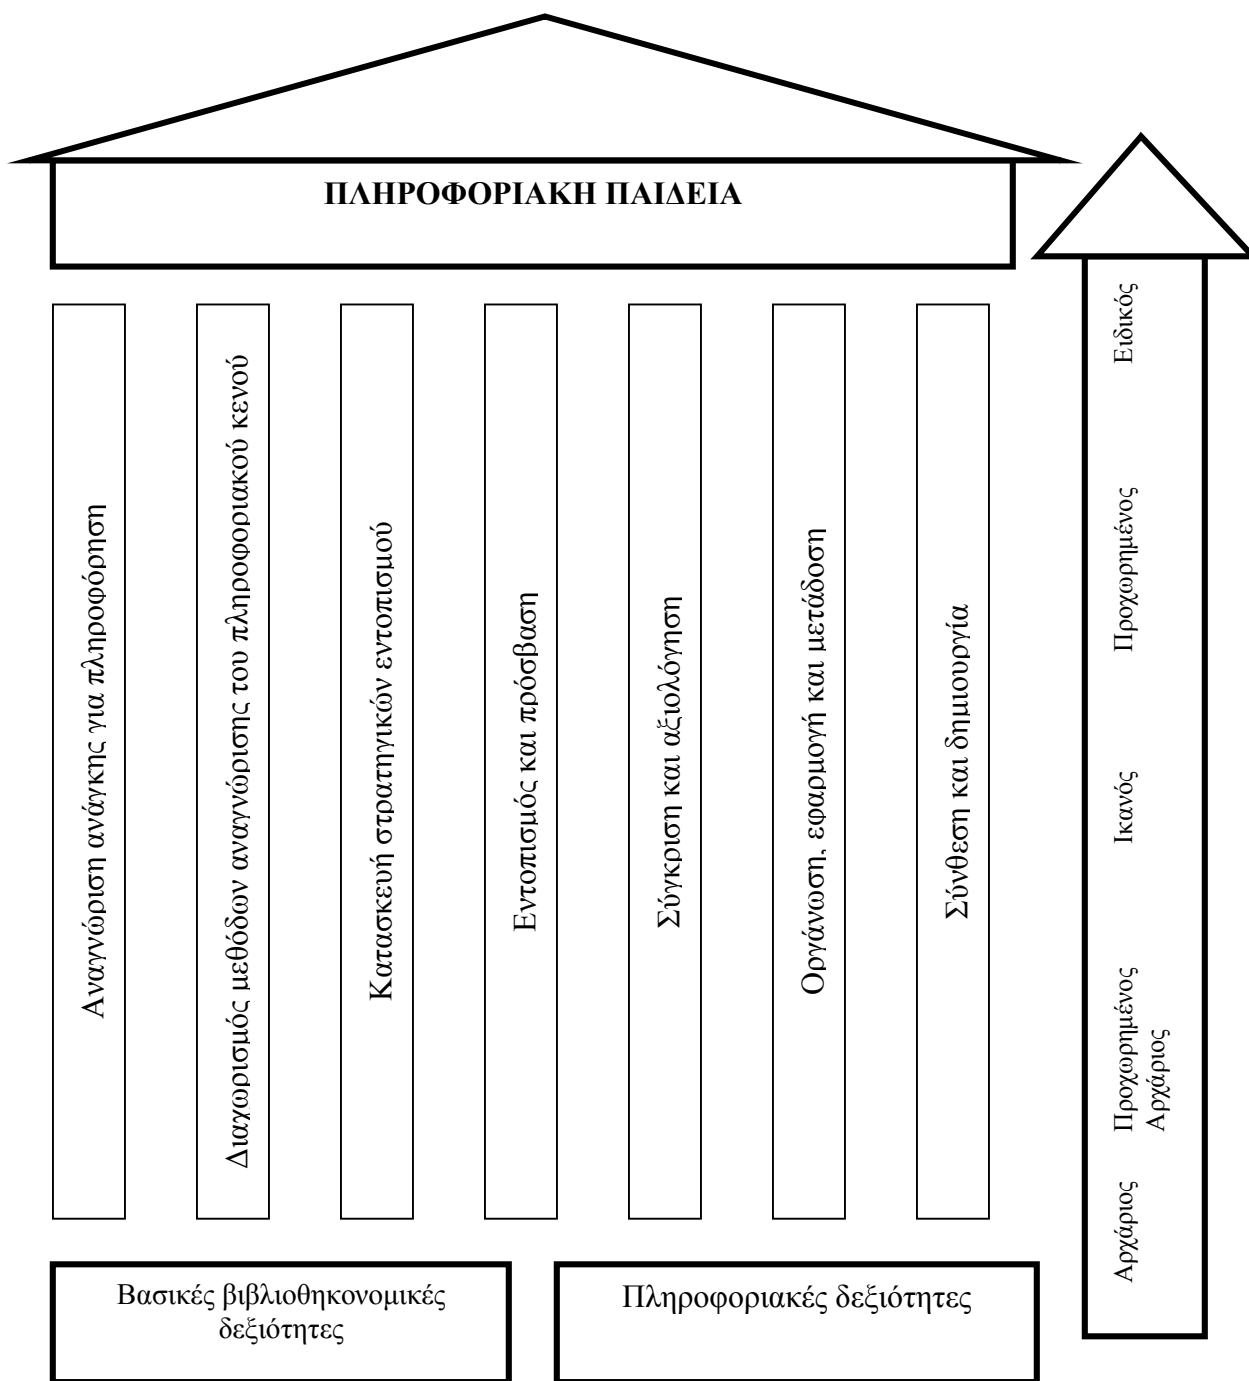 ΠΛΗΡΟΦΟΡΙΑΚΗ ΠΑΙΔΕΙΑ
Αναγνώριση ανάγκης για πληροφόρηση
Διαχωρισμός μεθόδων αναγνώρισης του πληροφοριακού κενού
Κατασκευή στρατηγικών εντοπισμού
Εντοπισμός και πρόσβαση
Σύγκριση και αξιολόγηση
Οργάνωση, εφαρμογή και μετάδοση
Σύνθεση και δημιουργία
Ειδικός
Προχωρημένος
Ικανός
Προχωρημένος
Αρχάριος
Αρχάριος
Βασικές βιβλιοθηκονομικές
δεξιότητες
Πληροφοριακές δεξιότητες